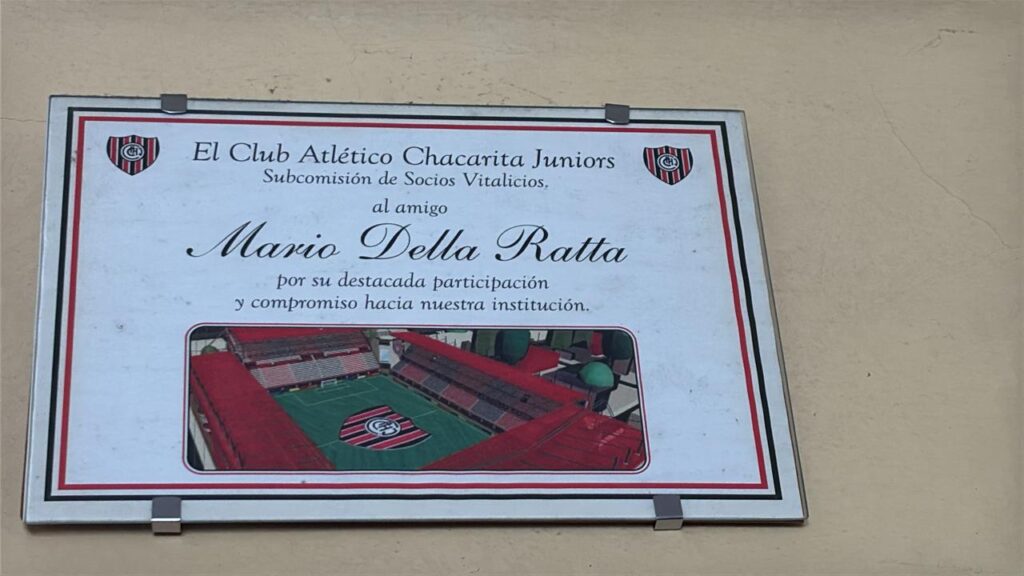 El Club Atlético Chacarita Juniors
Subcomisión de Socios Vitalicios,
al amigo
Mario Della Ratta
por su destacada participación
y compromiso hacia nuestra institución.